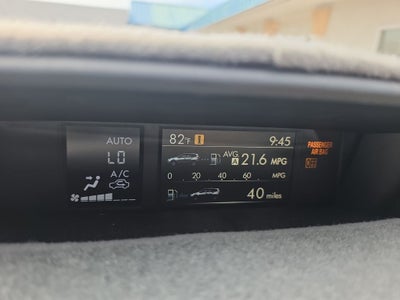 AUTO
LO
A/C
82°F i 9:45
AVG
A 21.6 MPG
0 20 40 60 MPG
40 miles
PASSENGER
AIR BAG
OFF